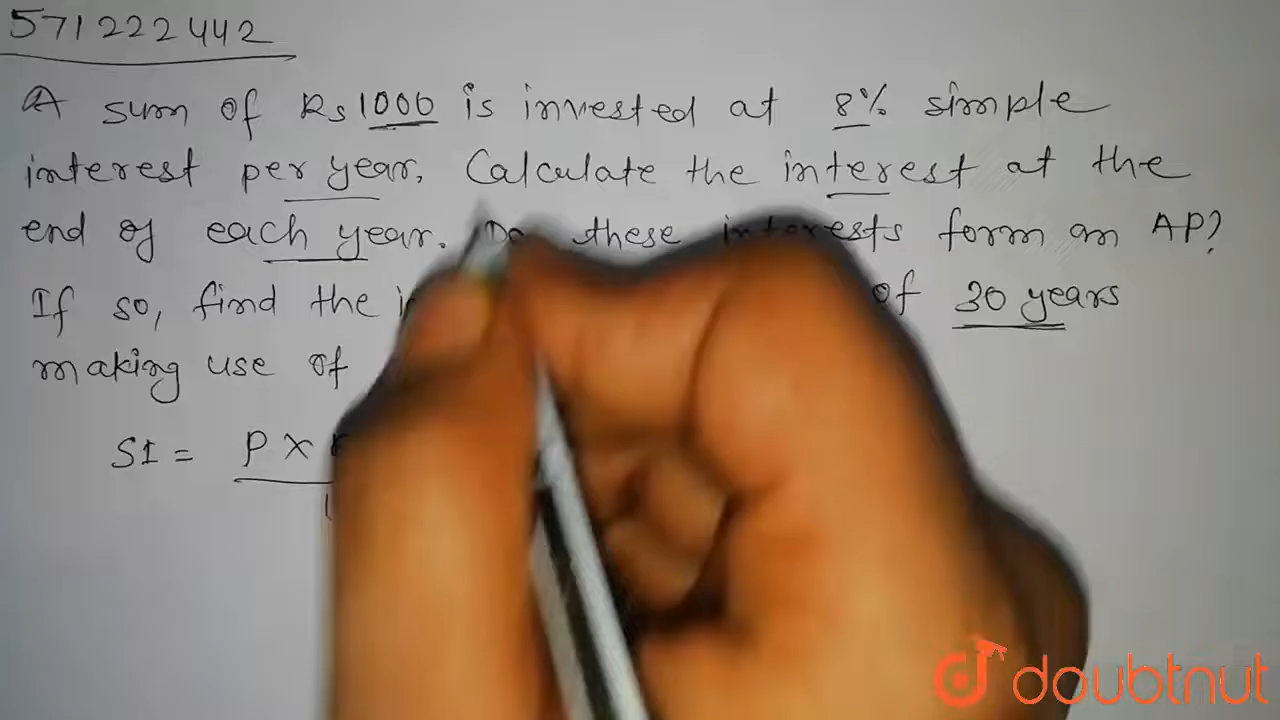 571222442
A sum of Rs 1000 is invested at 8% simple
interest per year. Calculate the interest at the
end of each year. Do these interests form an AP?
If so, find the of 30 years
making use of
SI = P X
doubtnut